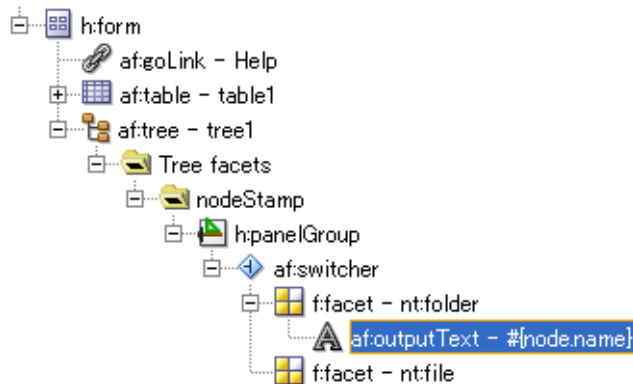 h:form
af:goLink - Help
af:table - table1
af:tree - tree1
Tree facets
nodeStamp
h:panelGroup
af:switcher
f:facet - nt:folder
af:outputText - #{node.name}
f:facet - nt:file